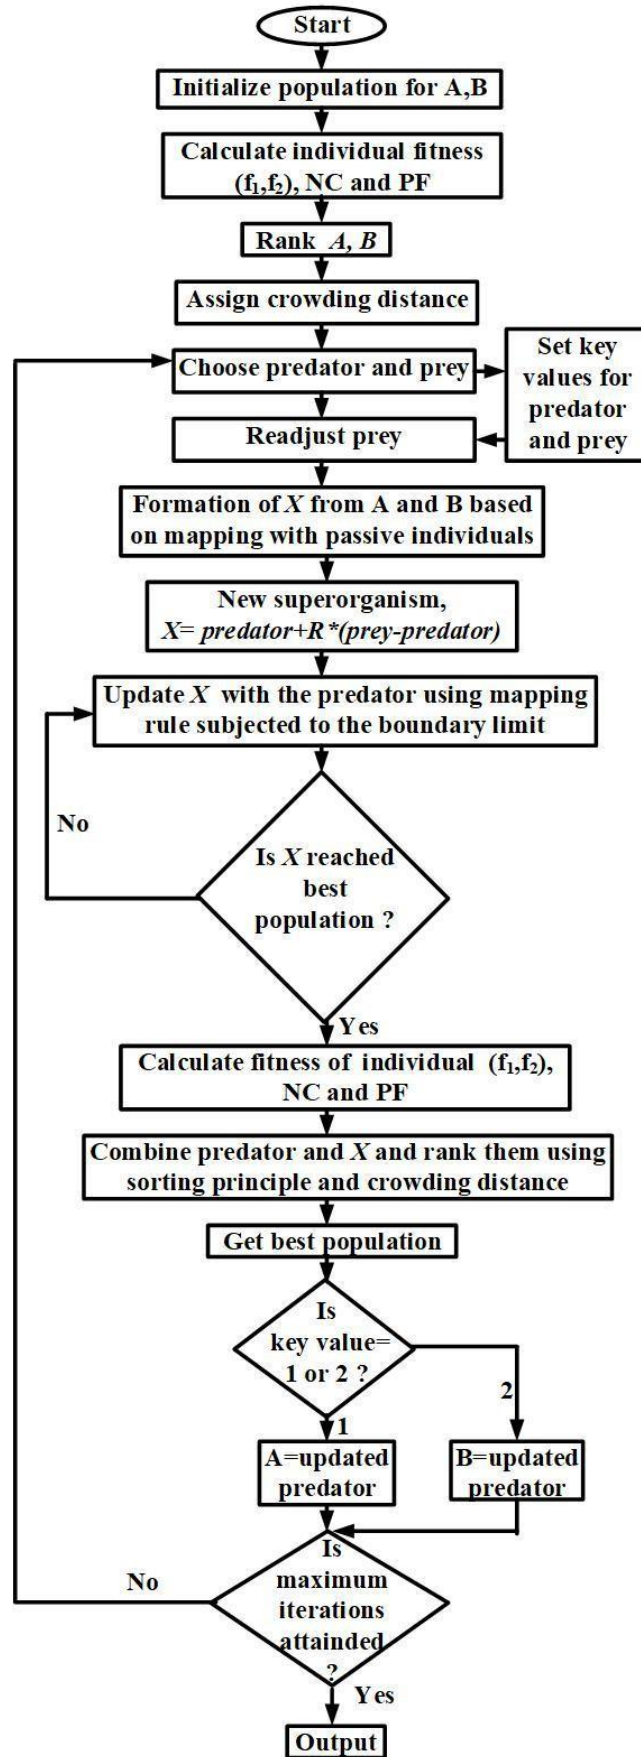 Start
Initialize population for A,B
Calculate individual fitness
(f₁,f₂), NC and PF
Rank A, B
Assign crowding distance
Choose predator and prey
Set key
values for
predator
and prey
Readjust prey
Formation of X from A and B based
on mapping with passive individuals
New superorganism,
X= predator+R*(prey-predator)
Update X with the predator using mapping
rule subjected to the boundary limit
No
Is X reached
best
population ?
Yes
Calculate fitness of individual (f₁,f₂),
NC and PF
Combine predator and X and rank them using
sorting principle and crowding distance
Get best population
Is
key value=
1 or 2 ?
2
1
A=updated
predator
B=updated
predator
No
Is
maximum
iterations
attainded
?
Yes
Output